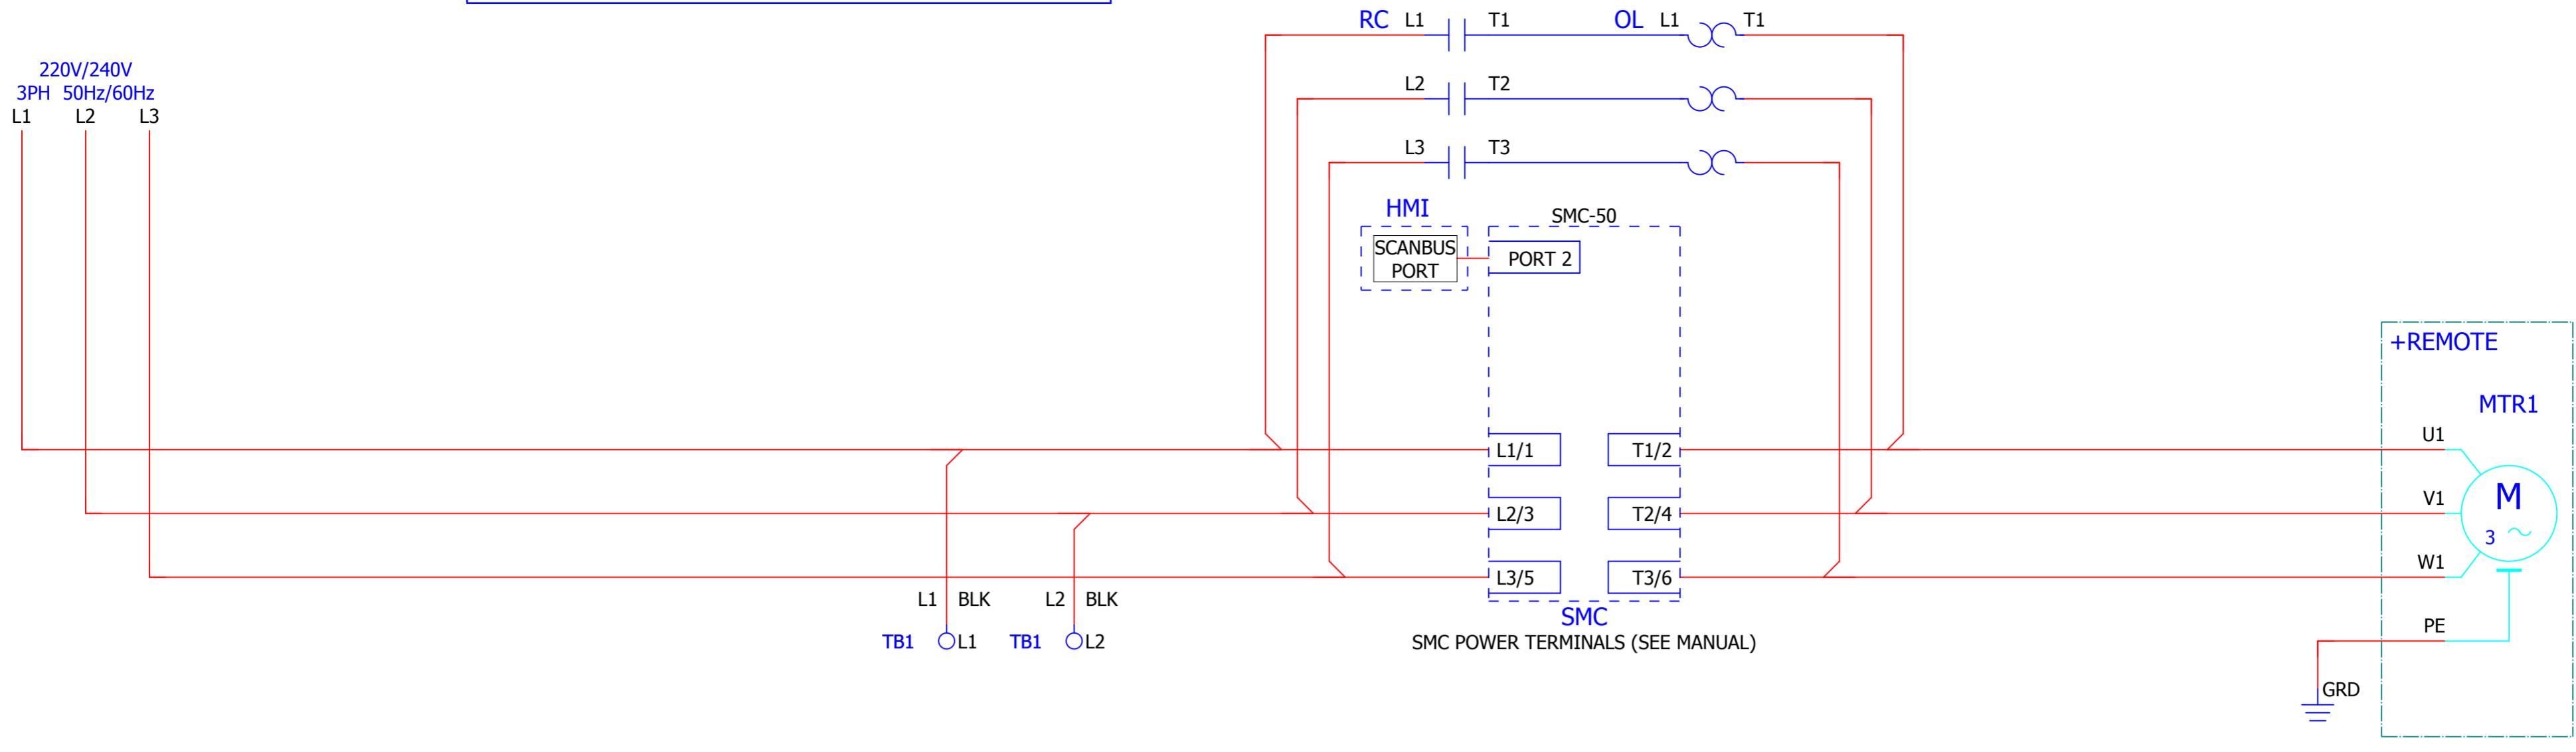 RC L1 T1 OL L1 T1
220V/240V
3PH 50Hz/60Hz
L1 L2 L3
L2 T2
L3 T3
HMI
SMC-50
SCANBUS
PORT
PORT 2
+REMOTE
MTR1
U1
L1/1 T1/2
V1
M
3
L2/3 T2/4
W1
L3/5 T3/6
L1 BLK L2 BLK
SMC
TB1 L1 TB1 L2
SMC POWER TERMINALS (SEE MANUAL)
PE
GRD